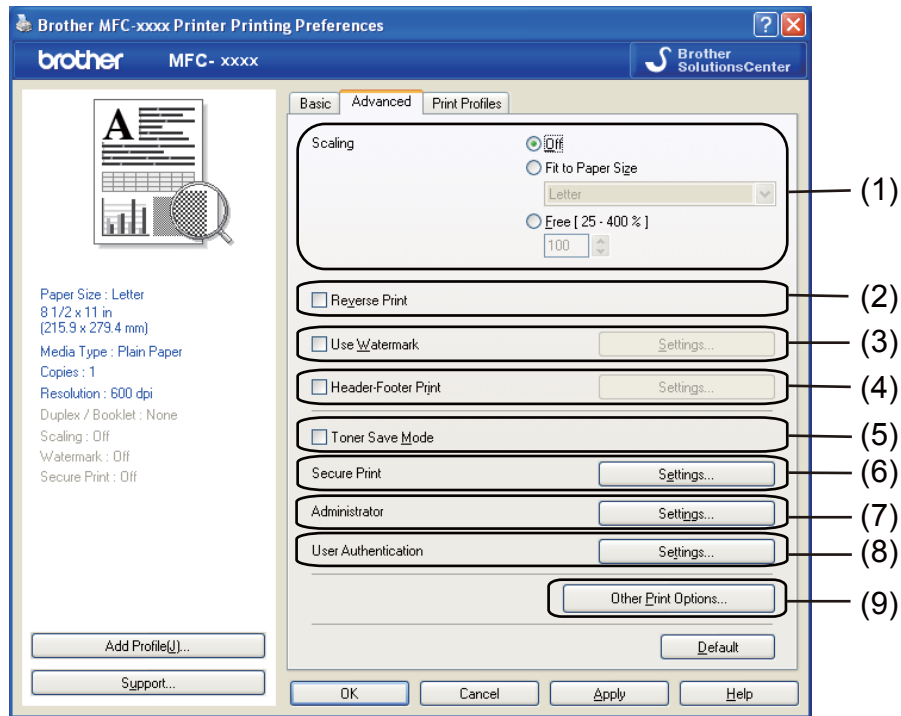 Brother MFC-xxxx Printer Printing Preferences
brother MFC- xxxx
Brother
SolutionsCenter
Basic Advanced Print Profiles
A
Scaling
Off
Fit to Paper Size
Letter
Free [ 25 - 400 % ]
100
(1)
Reverse Print
(2)
Use Watermark Settings...
(3)
Header-Footer Print Settings...
(4)
Toner Save Mode
(5)
Secure Print Settings...
(6)
Administrator Settings...
(7)
User Authentication Settings...
(8)
Other Print Options...
(9)
Default
Paper Size : Letter
8 1/2 x 11 in
(215.9 x 279.4 mm)
Media Type : Plain Paper
Copies : 1
Resolution : 600 dpi
Duplex / Booklet : None
Scaling : Off
Watermark : Off
Secure Print : Off
Add Profile(J)...
Support...
OK Cancel Apply Help